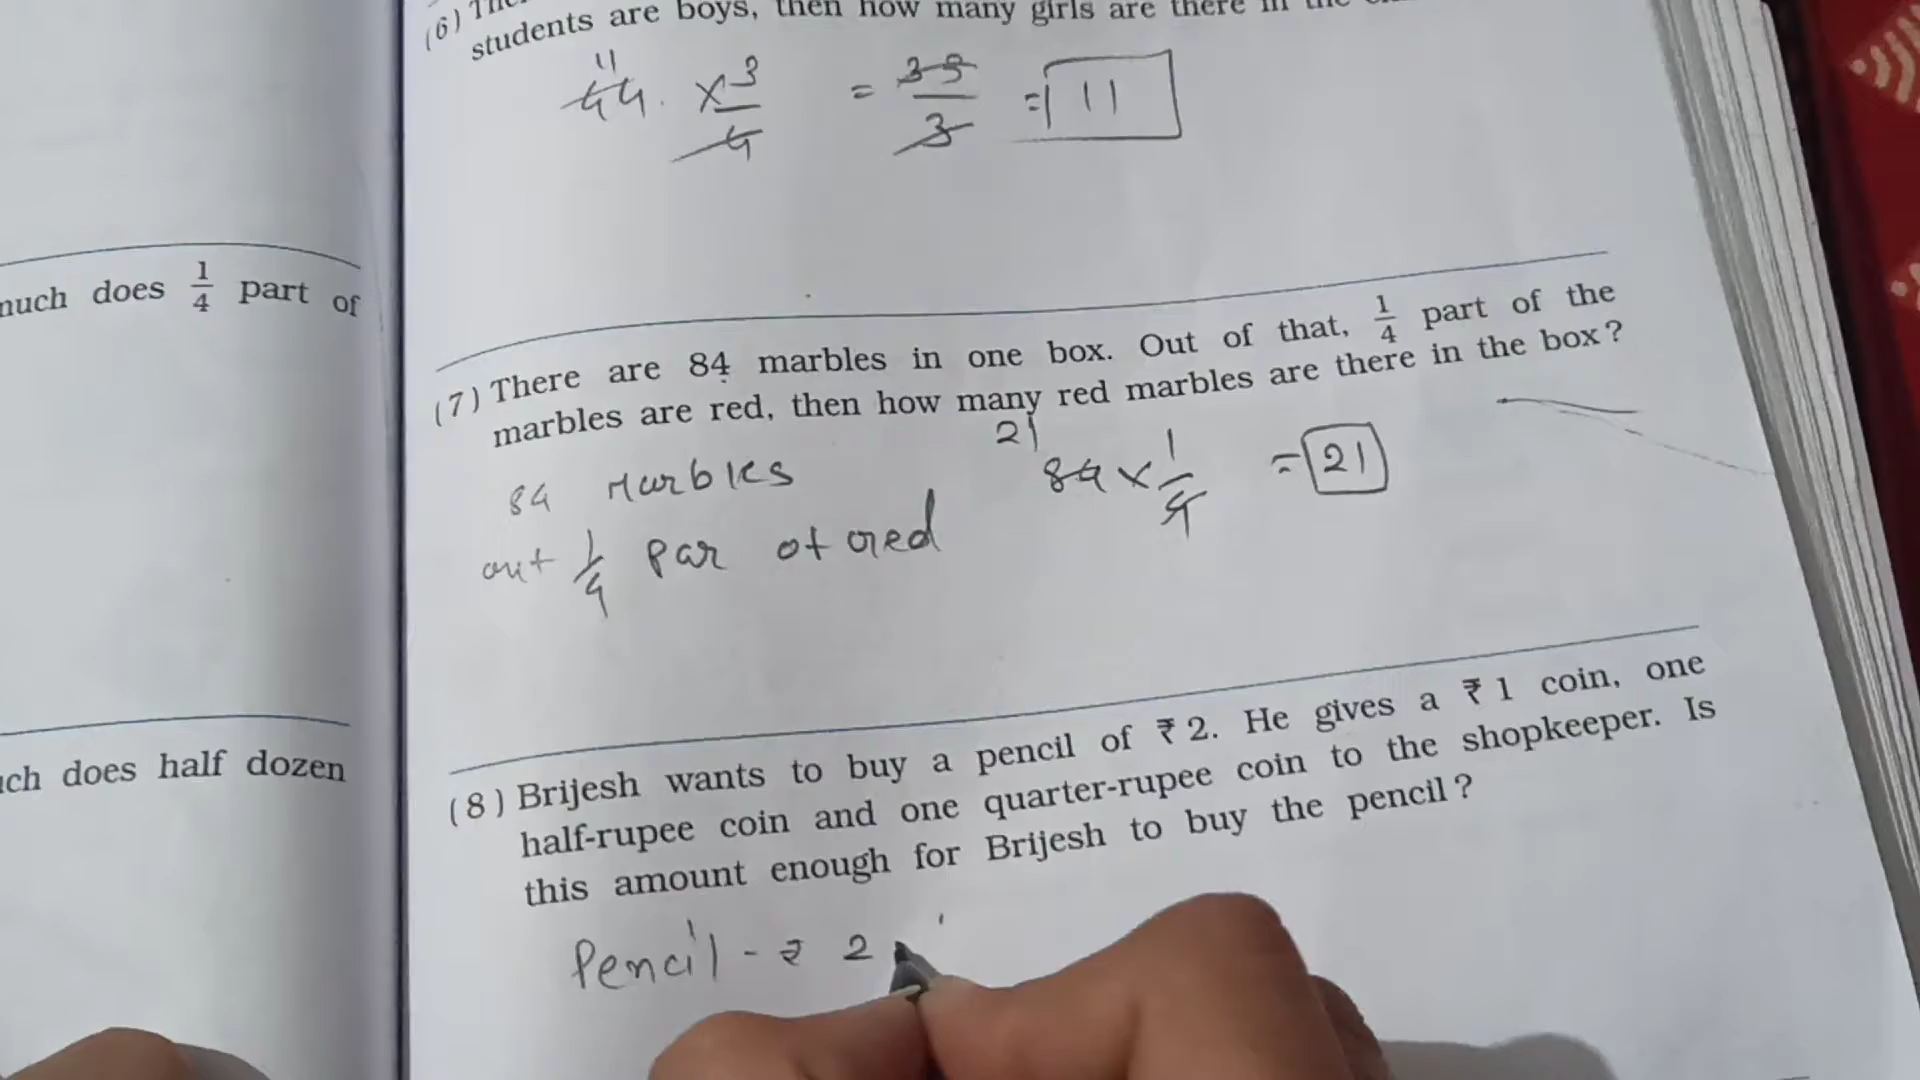 (6)
students are boys, then how many girls are there in the
11
44. × 3/4 = 33/3 = 11
much does 1/4 part of
(7) There are 84 marbles in one box. Out of that, 1/4 part of the
marbles are red, then how many red marbles are there in the box?
84 Marbles
21
84 × 1/4 = 21
out 1/4 par of red
does half dozen
(8) Brijesh wants to buy a pencil of ₹ 2. He gives a ₹ 1 coin, one
half-rupee coin and one quarter-rupee coin to the shopkeeper. Is
this amount enough for Brijesh to buy the pencil?
Pencil - ₹ 2